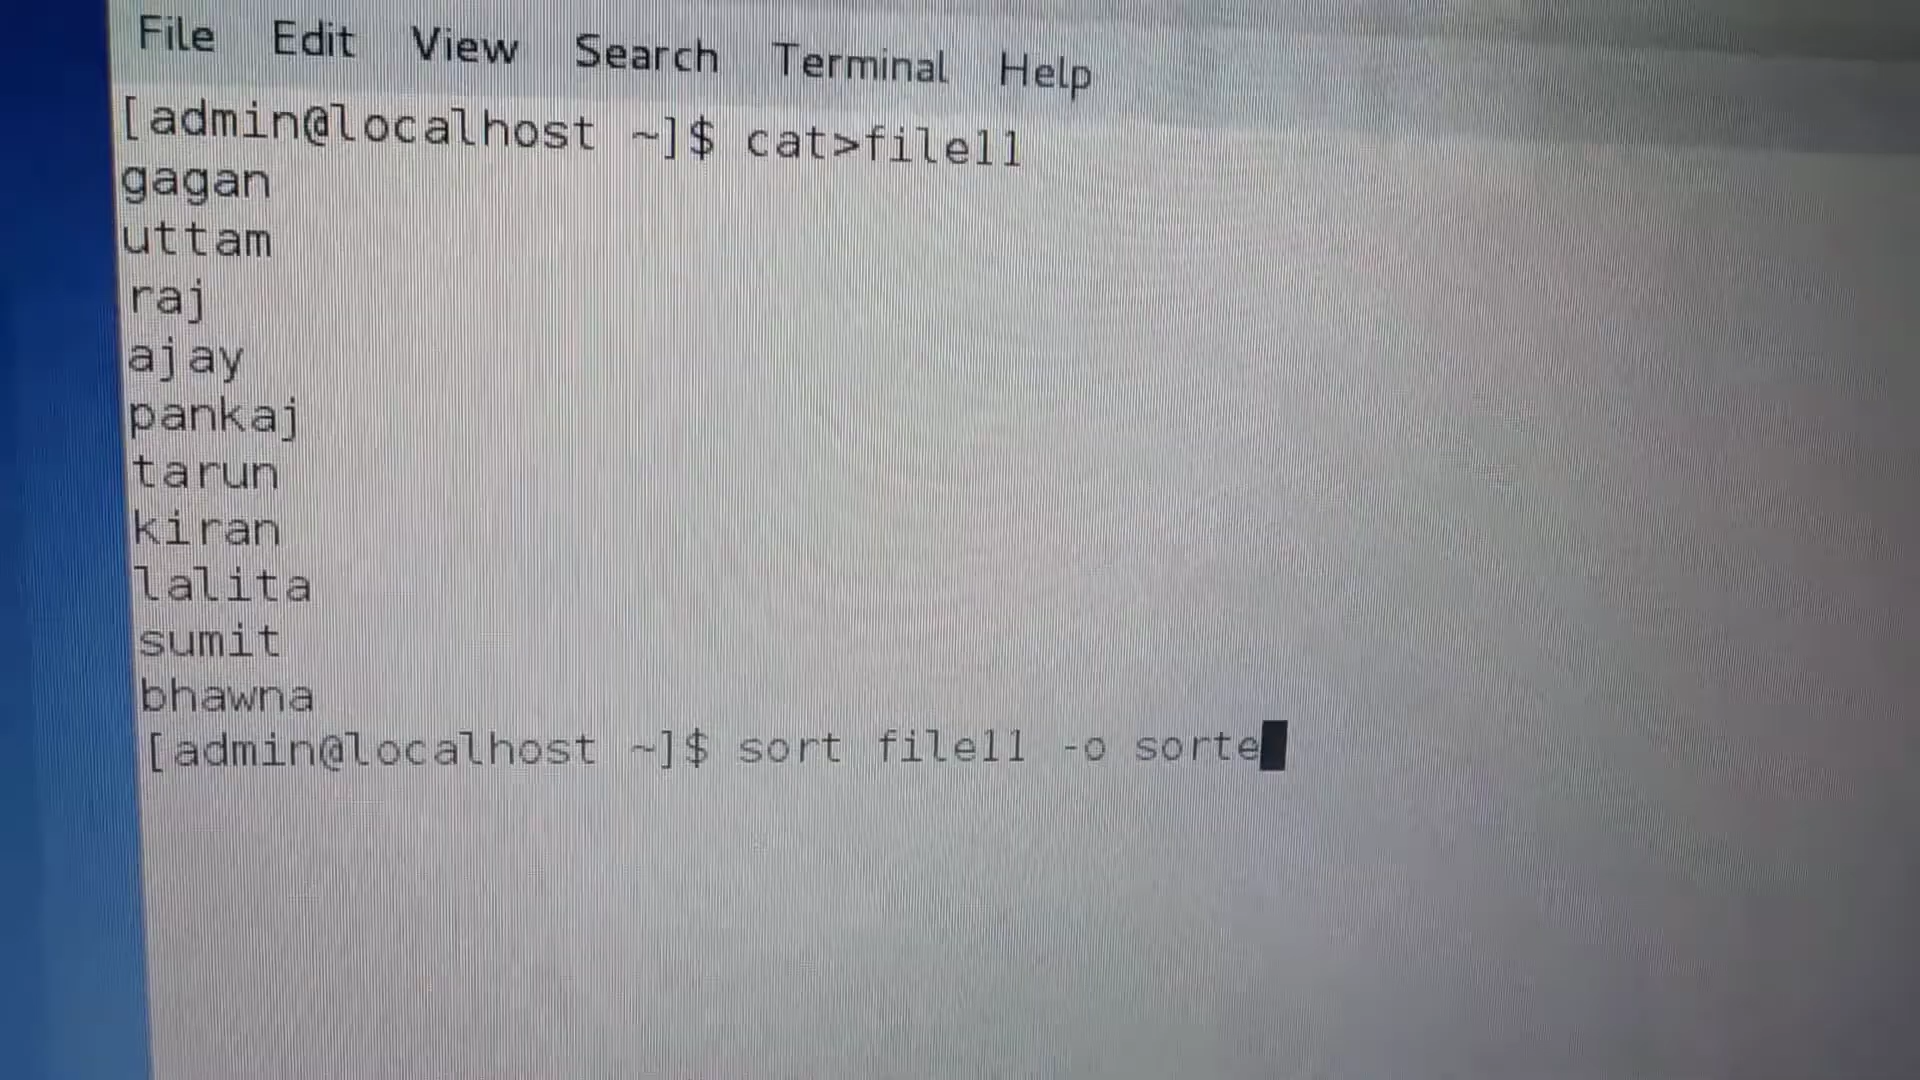 File Edit View Search Terminal Help
[admin@localhost ~]$ cat>file11
gagan
uttam
raj
ajay
pankaj
tarun
kiran
lalita
sumit
bhawna
[admin@localhost ~]$ sort file11 -o sorte